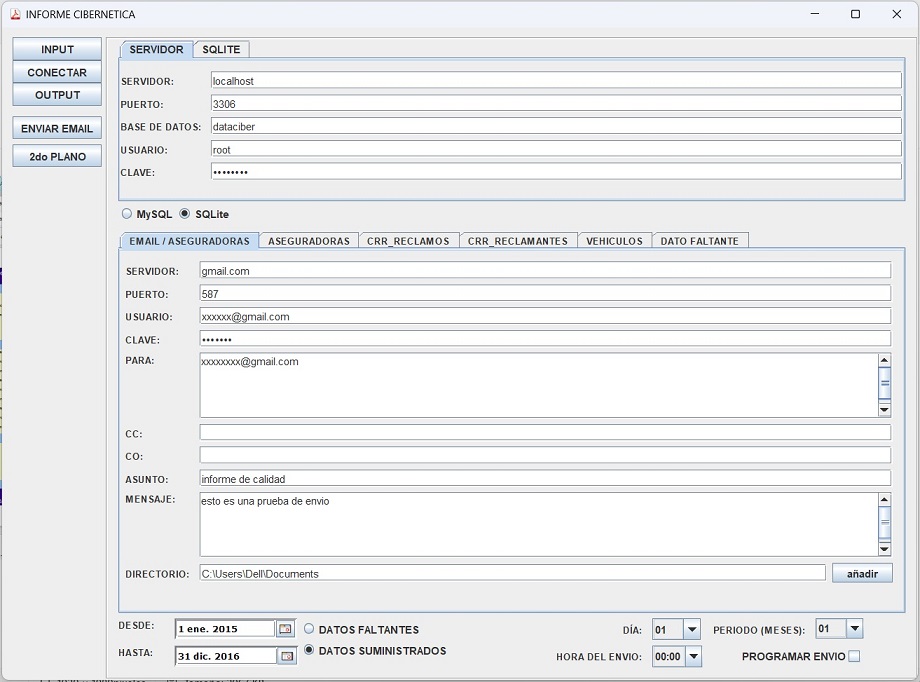 INFORME CIBERNETICA
INPUT
CONECTAR
OUTPUT
ENVIAR EMAIL
2do PLANO
SERVIDOR SQLITE
SERVIDOR: localhost
PUERTO: 3306
BASE DE DATOS: dataciber
USUARIO: root
CLAVE: ••••••••
MySQL SQLite
EMAIL / ASEGURADORAS ASEGURADORAS CRR_RECLAMOS CRR_RECLAMANTES VEHICULOS DATO FALTANTE
SERVIDOR: gmail.com
PUERTO: 587
USUARIO: xxxxxx@gmail.com
CLAVE: •••••••
PARA: xxxxxxxx@gmail.com
CC:
CO:
ASUNTO: informe de calidad
MENSAJE: esto es una prueba de envio
DIRECTORIO: C:\Users\Dell\Documents añadir
DESDE: 1 ene. 2015 DATOS FALTANTES DÍA: 01 PERIODO (MESES): 01
HASTA: 31 dic. 2016 DATOS SUMINISTRADOS HORA DEL ENVIO: 00:00 PROGRAMAR ENVIO